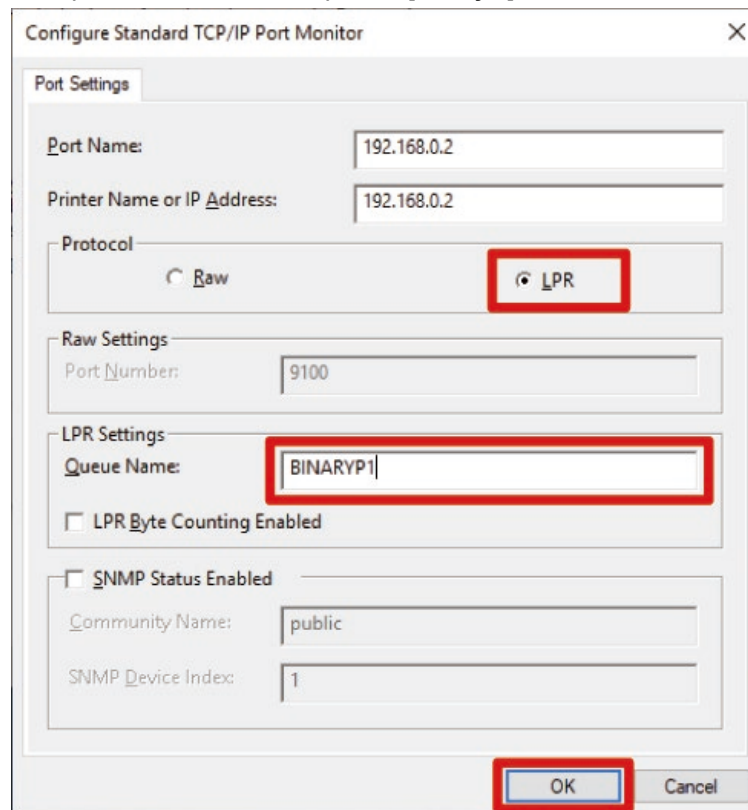 Configure Standard TCP/IP Port Monitor
Port Settings
Port Name: 192.168.0.2
Printer Name or IP Address: 192.168.0.2
Protocol
Raw LPR
Raw Settings
Port Number: 9100
LPR Settings
Queue Name: BINARYP1
LPR Byte Counting Enabled
SNMP Status Enabled
Community Name: public
SNMP Device Index: 1
OK Cancel